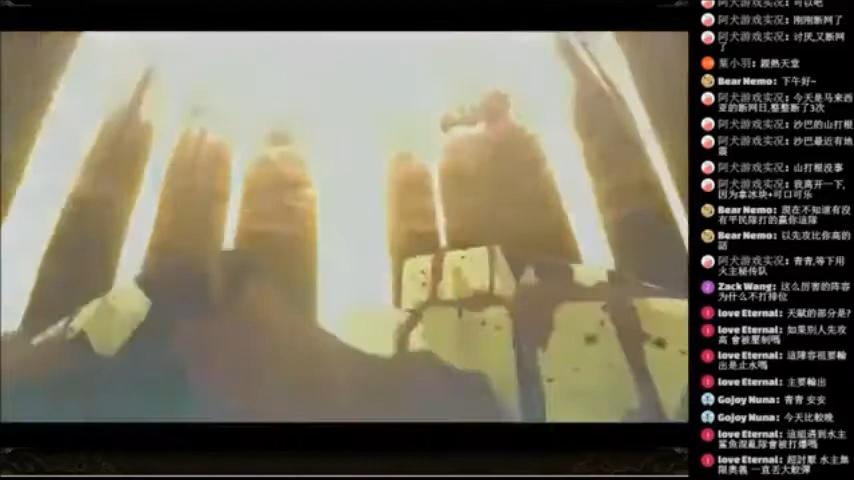 阿犬游戏实况：可以吧
阿犬游戏实况：刚刚断网了
阿犬游戏实况：讨厌,又断网
了
葉小羽：鍛熱天堂
Bear Nemo：下午好~
阿犬游戏实况：今天是马来西
亚的断网日,整整断了3次
阿犬游戏实况：沙巴的山打根
阿犬游戏实况：沙巴最近有地
震
阿犬游戏实况：山打根没事
阿犬游戏实况：我离开一下,
因为拿冰块+可口可乐
Bear Nemo：現在不知道有沒
有平民隊打的贏你這隊
Bear Nemo：以先攻比你高的
話
阿犬游戏实况：青青,等下用
火主秘传队
Zack Wang：这么厉害的阵容
为什么不打排位
love Eternal：天賦的部分是?
love Eternal：如果別人先攻
高 會被壓制嗎
love Eternal：這陣容祖要輸
出是止水嗎
love Eternal：主要輸出
Gojoy Nuna：青青 安安
Gojoy Nuna：今天比較晚
love Eternal：這組遇到水主
鲨魚混亂隊會被打爆嗎
love Eternal：超討厭 水主無
限奧義 一直丟大鮫彈